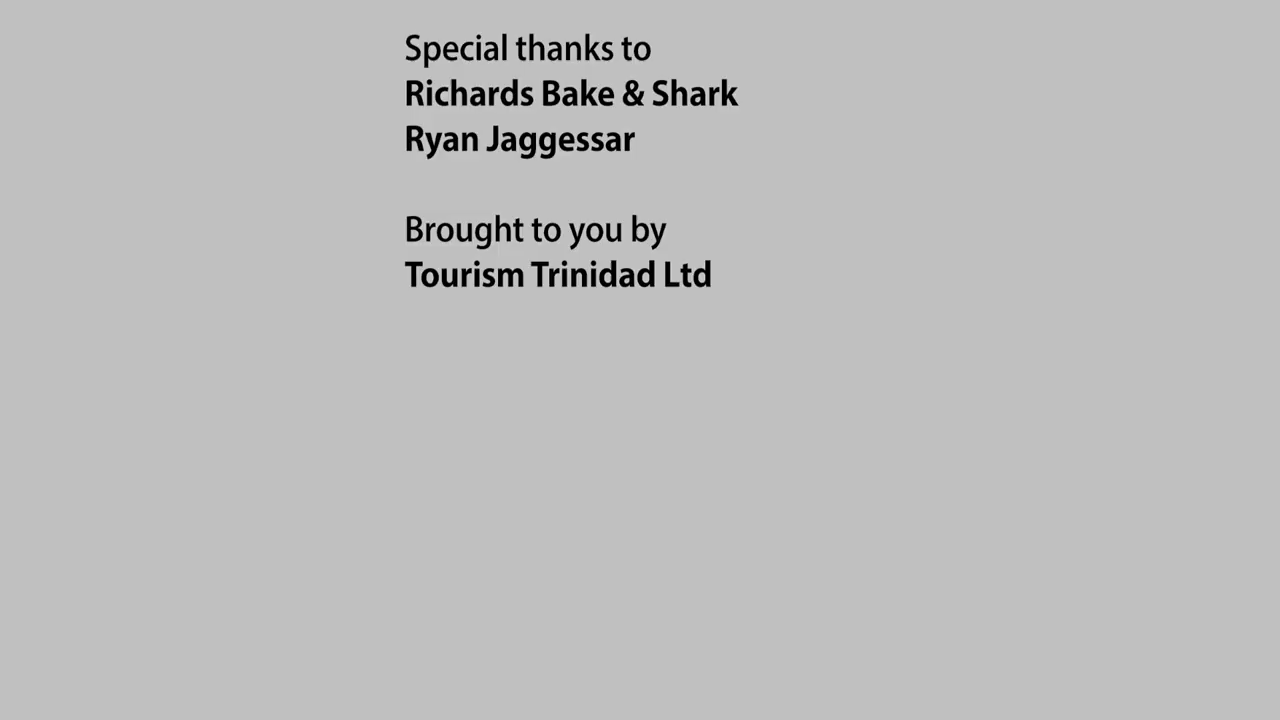 Special thanks to
Richards Bake & Shark
Ryan Jaggessar
Brought to you by
Tourism Trinidad Ltd